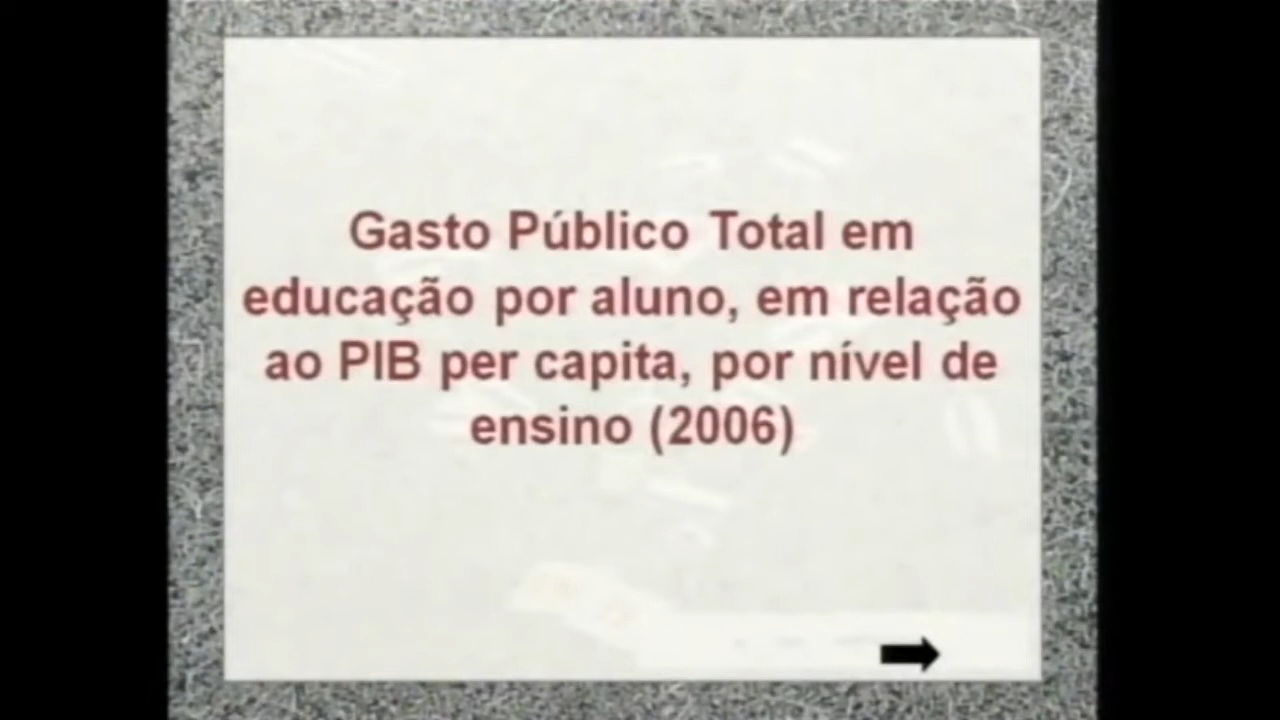 Gasto Público Total em
educação por aluno, em relação
ao PIB per capita, por nível de
ensino (2006)